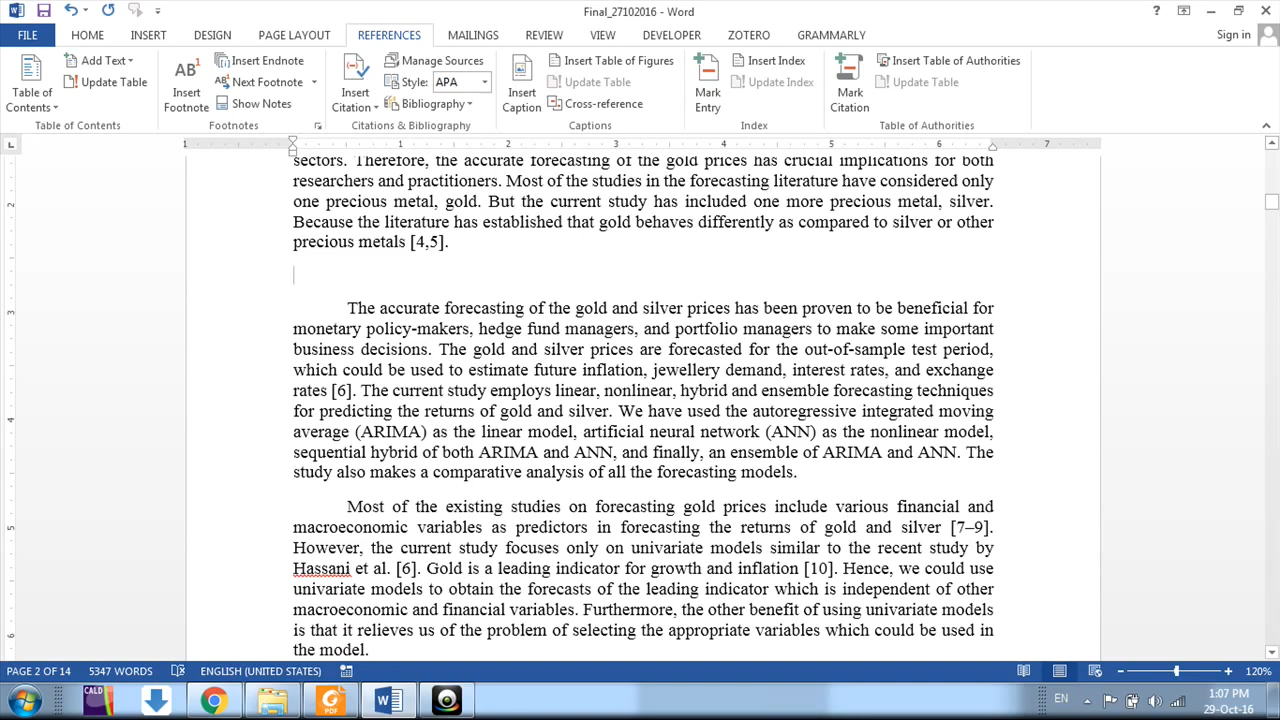 Final_27102016 - Word
?
FILE HOME INSERT DESIGN PAGE LAYOUT REFERENCES MAILINGS REVIEW VIEW DEVELOPER ZOTERO GRAMMARLY Sign in
Table of Contents
Add Text
Update Table
Table of Contents
AB1
Insert Footnote
Insert Endnote
Next Footnote
Show Notes
Footnotes
Insert Citation
Manage Sources
Style: APA
Bibliography
Citations & Bibliography
Insert Caption
Insert Table of Figures
Update Table
Cross-reference
Captions
Mark Entry
Insert Index
Update Index
Index
Mark Citation
Insert Table of Authorities
Update Table
Table of Authorities
1 1 2 3 4 5 6 7
2
3
4
5
6
sectors. Therefore, the accurate forecasting of the gold prices has crucial implications for both
researchers and practitioners. Most of the studies in the forecasting literature have considered only
one precious metal, gold. But the current study has included one more precious metal, silver.
Because the literature has established that gold behaves differently as compared to silver or other
precious metals [4,5].
The accurate forecasting of the gold and silver prices has been proven to be beneficial for
monetary policy-makers, hedge fund managers, and portfolio managers to make some important
business decisions. The gold and silver prices are forecasted for the out-of-sample test period,
which could be used to estimate future inflation, jewellery demand, interest rates, and exchange
rates [6]. The current study employs linear, nonlinear, hybrid and ensemble forecasting techniques
for predicting the returns of gold and silver. We have used the autoregressive integrated moving
average (ARIMA) as the linear model, artificial neural network (ANN) as the nonlinear model,
sequential hybrid of both ARIMA and ANN, and finally, an ensemble of ARIMA and ANN. The
study also makes a comparative analysis of all the forecasting models.
Most of the existing studies on forecasting gold prices include various financial and
macroeconomic variables as predictors in forecasting the returns of gold and silver [7–9].
However, the current study focuses only on univariate models similar to the recent study by
Hassani et al. [6]. Gold is a leading indicator for growth and inflation [10]. Hence, we could use
univariate models to obtain the forecasts of the leading indicator which is independent of other
macroeconomic and financial variables. Furthermore, the other benefit of using univariate models
is that it relieves us of the problem of selecting the appropriate variables which could be used in
the model.
PAGE 2 OF 14 5347 WORDS ENGLISH (UNITED STATES) 120%
CALD PDF EN 1:07 PM
29-Oct-16